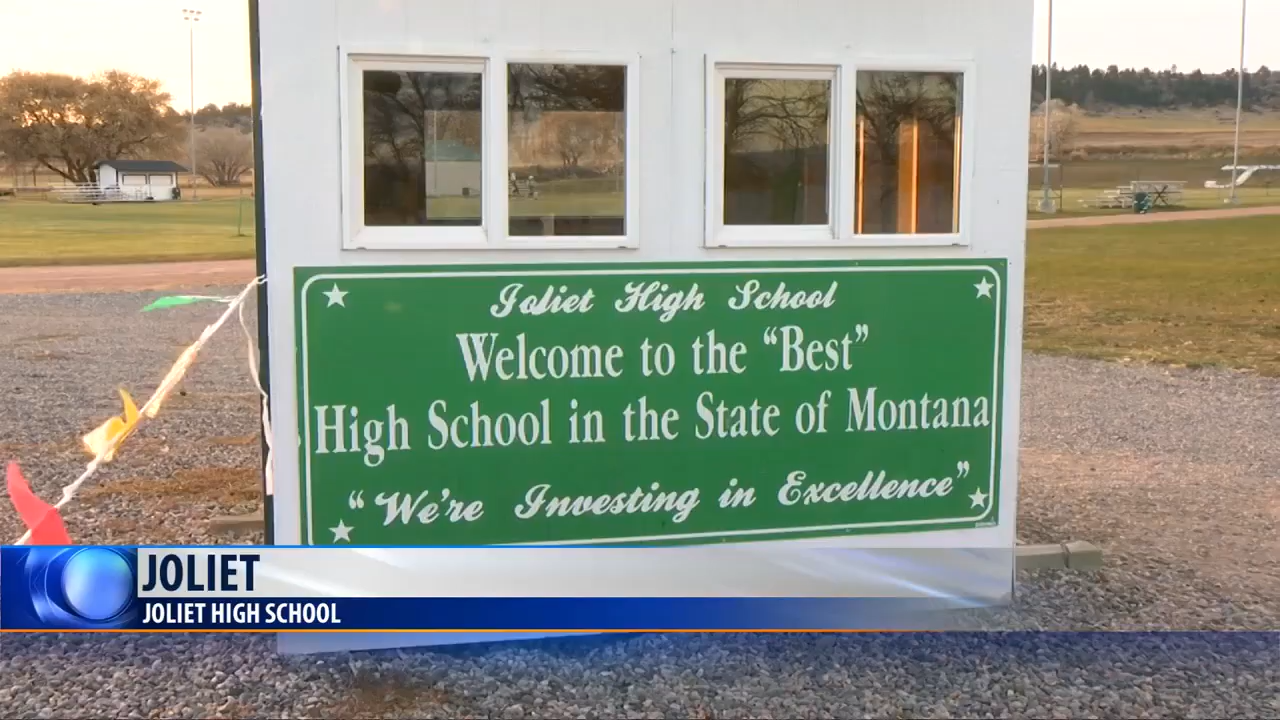 Joliet High School
Welcome to the “Best”
High School in the State of Montana
“We're Investing in Excellence”
JOLIET
JOLIET HIGH SCHOOL